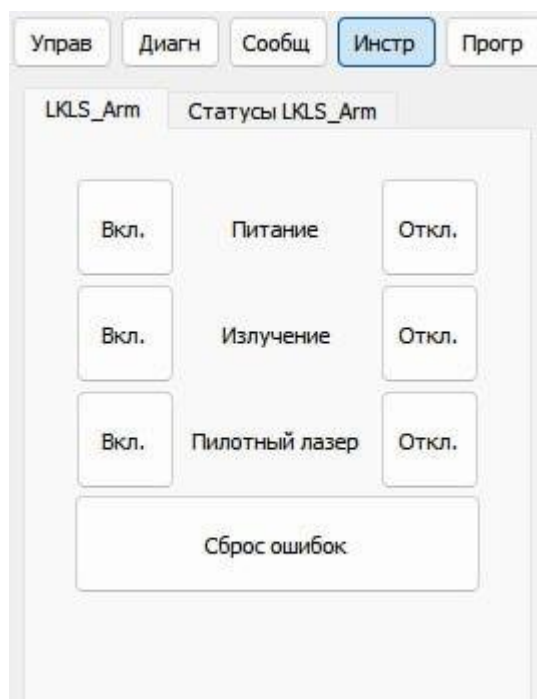 Управ Диагн Сообщ Инстр Прогр
LKLS_Arm Статусы LKLS_Arm
Вкл. Питание Откл.
Вкл. Излучение Откл.
Вкл. Пилотный лазер Откл.
Сброс ошибок